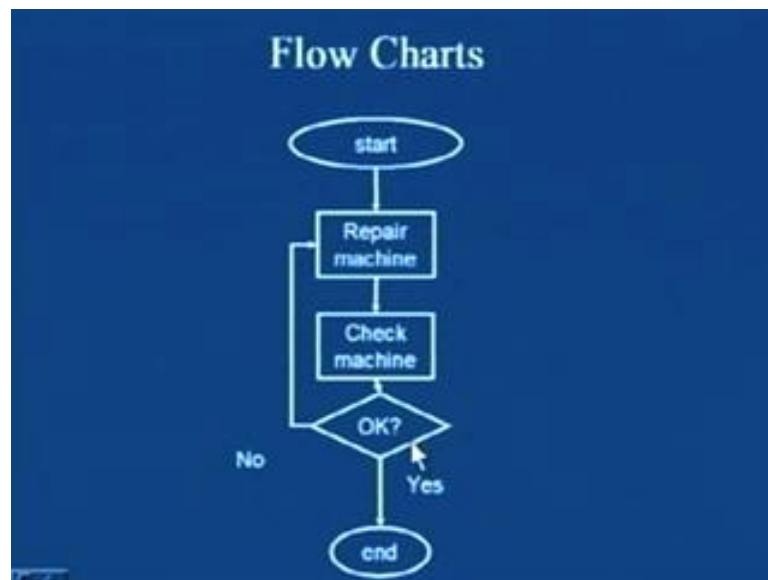 Flow Charts
start
Repair
machine
Check
machine
OK?
No
Yes
end